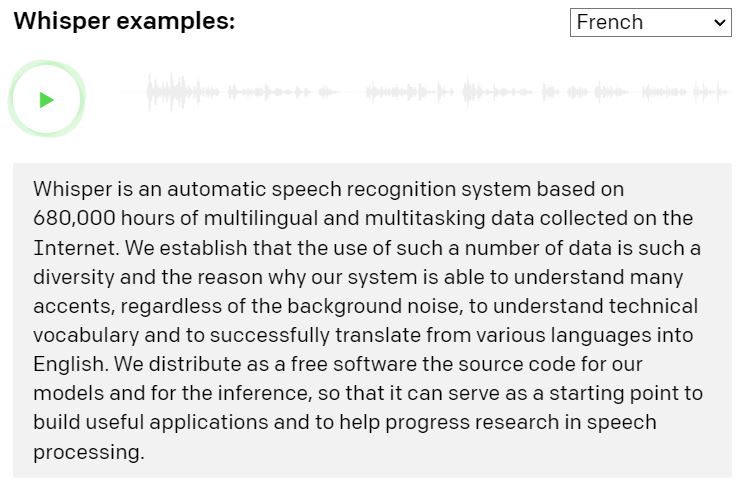 Whisper examples:
French
Whisper is an automatic speech recognition system based on
680,000 hours of multilingual and multitasking data collected on the
Internet. We establish that the use of such a number of data is such a
diversity and the reason why our system is able to understand many
accents, regardless of the background noise, to understand technical
vocabulary and to successfully translate from various languages into
English. We distribute as a free software the source code for our
models and for the inference, so that it can serve as a starting point to
build useful applications and to help progress research in speech
processing.